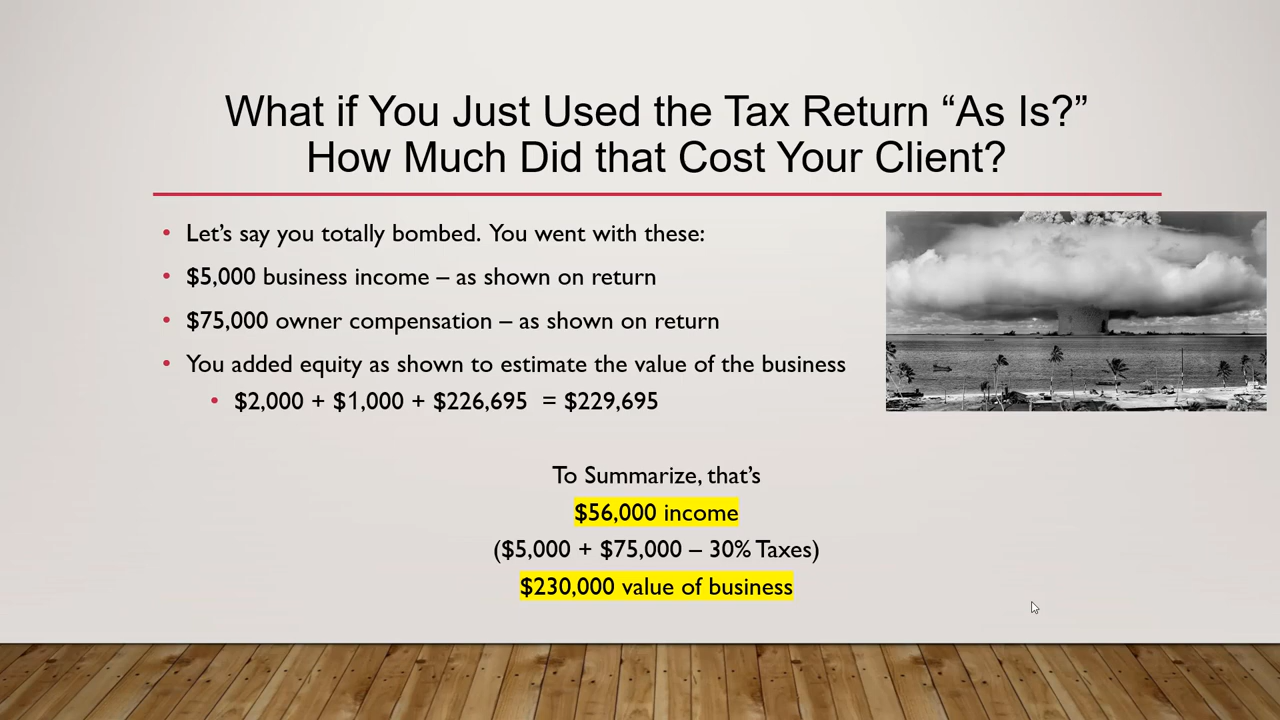 What if You Just Used the Tax Return “As Is?”
How Much Did that Cost Your Client?
• Let’s say you totally bombed. You went with these:
• $5,000 business income – as shown on return
• $75,000 owner compensation – as shown on return
• You added equity as shown to estimate the value of the business
• $2,000 + $1,000 + $226,695 = $229,695
To Summarize, that’s
$56,000 income
($5,000 + $75,000 – 30% Taxes)
$230,000 value of business